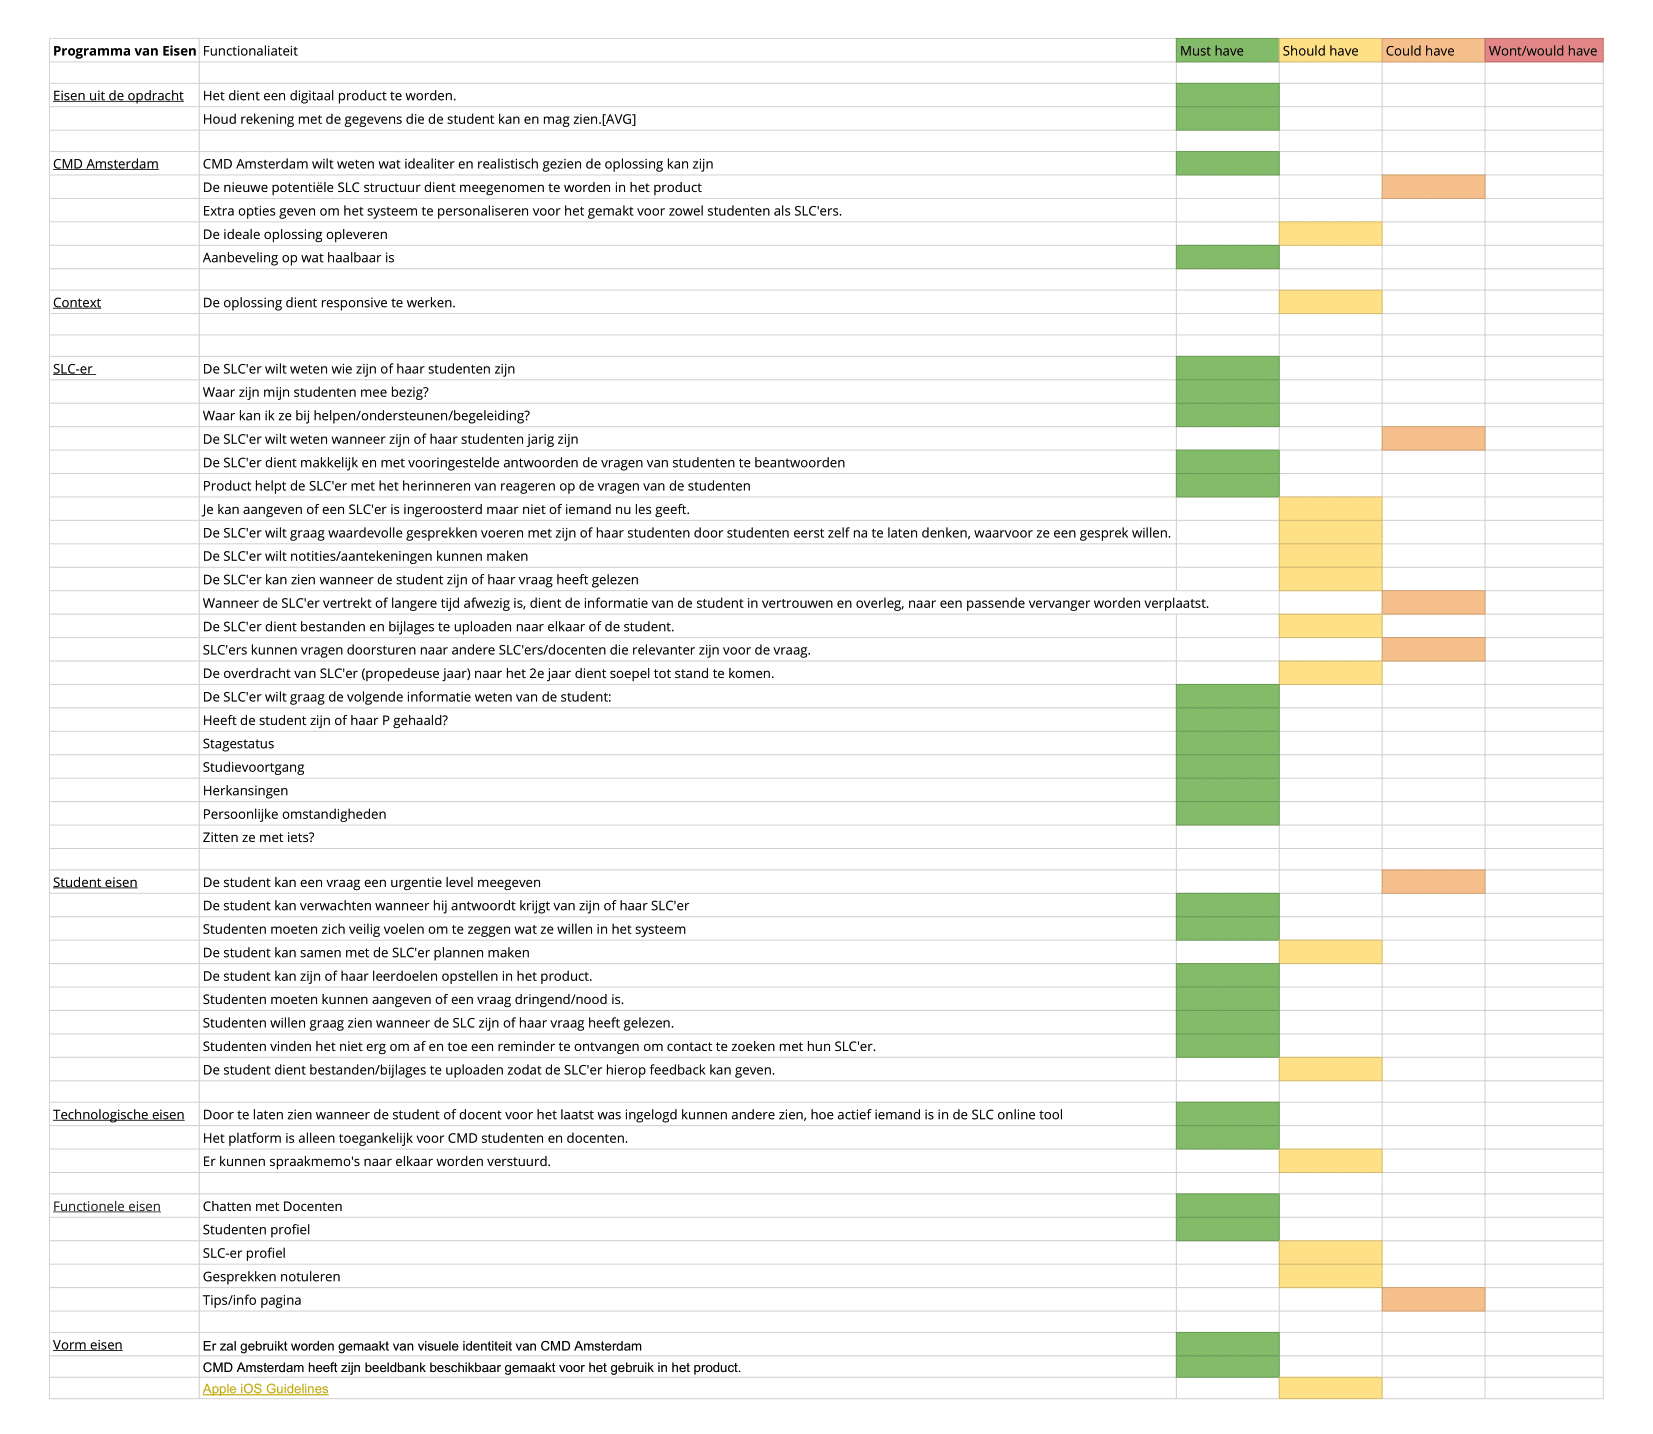 Programma van Eisen Functionaliateit Must have Should have Could have Wont/would have
Eisen uit de opdracht Het dient een digitaal product te worden.
Houd rekening met de gegevens die de student kan en mag zien.[AVG]
CMD Amsterdam CMD Amsterdam wilt weten wat idealiter en realistisch gezien de oplossing kan zijn
De nieuwe potentiële SLC structuur dient meegenomen te worden in het product
Extra opties geven om het systeem te personaliseren voor het gemakt voor zowel studenten als SLC'ers.
De ideale oplossing opleveren
Aanbeveling op wat haalbaar is
Context De oplossing dient responsive te werken.
SLC-er De SLC'er wilt weten wie zijn of haar studenten zijn
Waar zijn mijn studenten mee bezig?
Waar kan ik ze bij helpen/ondersteunen/begeleiding?
De SLC'er wilt weten wanneer zijn of haar studenten jarig zijn
De SLC'er dient makkelijk en met vooringestelde antwoorden de vragen van studenten te beantwoorden
Product helpt de SLC'er met het herinneren van reageren op de vragen van de studenten
Je kan aangeven of een SLC'er is ingeroosterd maar niet of iemand nu les geeft.
De SLC'er wilt graag waardevolle gesprekken voeren met zijn of haar studenten door studenten eerst zelf na te laten denken, waarvoor ze een gesprek willen.
De SLC'er wilt notities/aantekeningen kunnen maken
De SLC'er kan zien wanneer de student zijn of haar vraag heeft gelezen
Wanneer de SLC'er vertrekt of langere tijd afwezig is, dient de informatie van de student in vertrouwen en overleg, naar een passende vervanger worden verplaatst.
De SLC'er dient bestanden en bijlages te uploaden naar elkaar of de student.
SLC'ers kunnen vragen doorsturen naar andere SLC'ers/docenten die relevanter zijn voor de vraag.
De overdracht van SLC'er (propedeuse jaar) naar het 2e jaar dient soepel tot stand te komen.
De SLC'er wilt graag de volgende informatie weten van de student:
Heeft de student zijn of haar P gehaald?
Stagestatus
Studievoortgang
Herkansingen
Persoonlijke omstandigheden
Zitten ze met iets?
Student eisen De student kan een vraag een urgentie level meegeven
De student kan verwachten wanneer hij antwoordt krijgt van zijn of haar SLC'er
Studenten moeten zich veilig voelen om te zeggen wat ze willen in het systeem
De student kan samen met de SLC'er plannen maken
De student kan zijn of haar leerdoelen opstellen in het product.
Studenten moeten kunnen aangeven of een vraag dringend/nood is.
Studenten willen graag zien wanneer de SLC zijn of haar vraag heeft gelezen.
Studenten vinden het niet erg om af en toe een reminder te ontvangen om contact te zoeken met hun SLC'er.
De student dient bestanden/bijlages te uploaden zodat de SLC'er hierop feedback kan geven.
Technologische eisen Door te laten zien wanneer de student of docent voor het laatst was ingelogd kunnen andere zien, hoe actief iemand is in de SLC online tool
Het platform is alleen toegankelijk voor CMD studenten en docenten.
Er kunnen spraakmemo's naar elkaar worden verstuurd.
Functionele eisen Chatten met Docenten
Studenten profiel
SLC-er profiel
Gesprekken notuleren
Tips/info pagina
Vorm eisen Er zal gebruikt worden gemaakt van visuele identiteit van CMD Amsterdam
CMD Amsterdam heeft zijn beeldbank beschikbaar gemaakt voor het gebruik in het product.
Apple iOS Guidelines